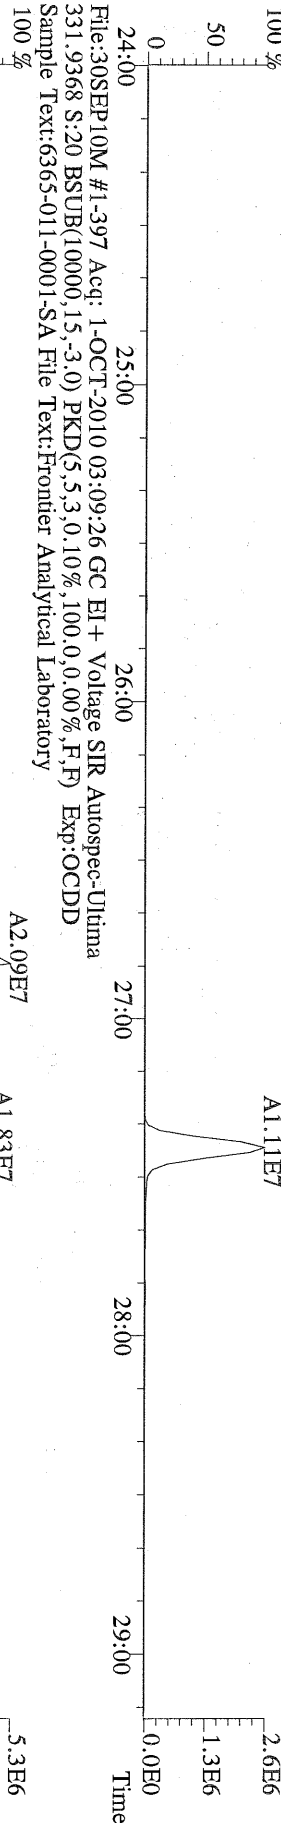 100 %
A1.11E7
2.6E6
50
1.3E6
0
0.0E0
24:00
25:00
26:00
27:00
28:00
29:00
Time
File:30SEP10M #1-397 Acq: 1-OCT-2010 03:09:26 GC EI+ Voltage SIR Autospec-Ultima
331.9368 S:20 BSUB(10000,15,-3.0) PKD(5,5,3,0.10%,100.0,0.00%,F,F) Exp:OCDD
Sample Text:6365-011-0001-SA File Text:Frontier Analytical Laboratory
100 %
A2.09E7
A1.83E7
5.3E6